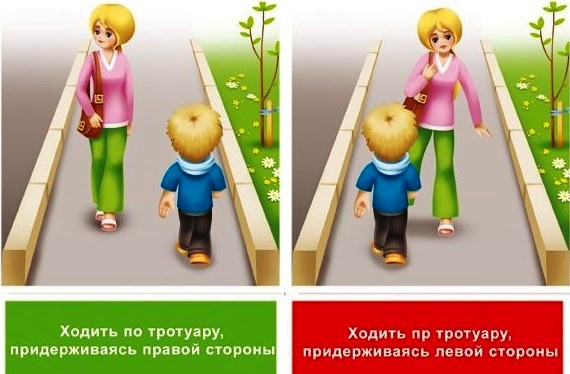 Ходить по тротуару,
придерживаясь правой стороны
Ходить пр тротуару,
придерживаясь левой стороны